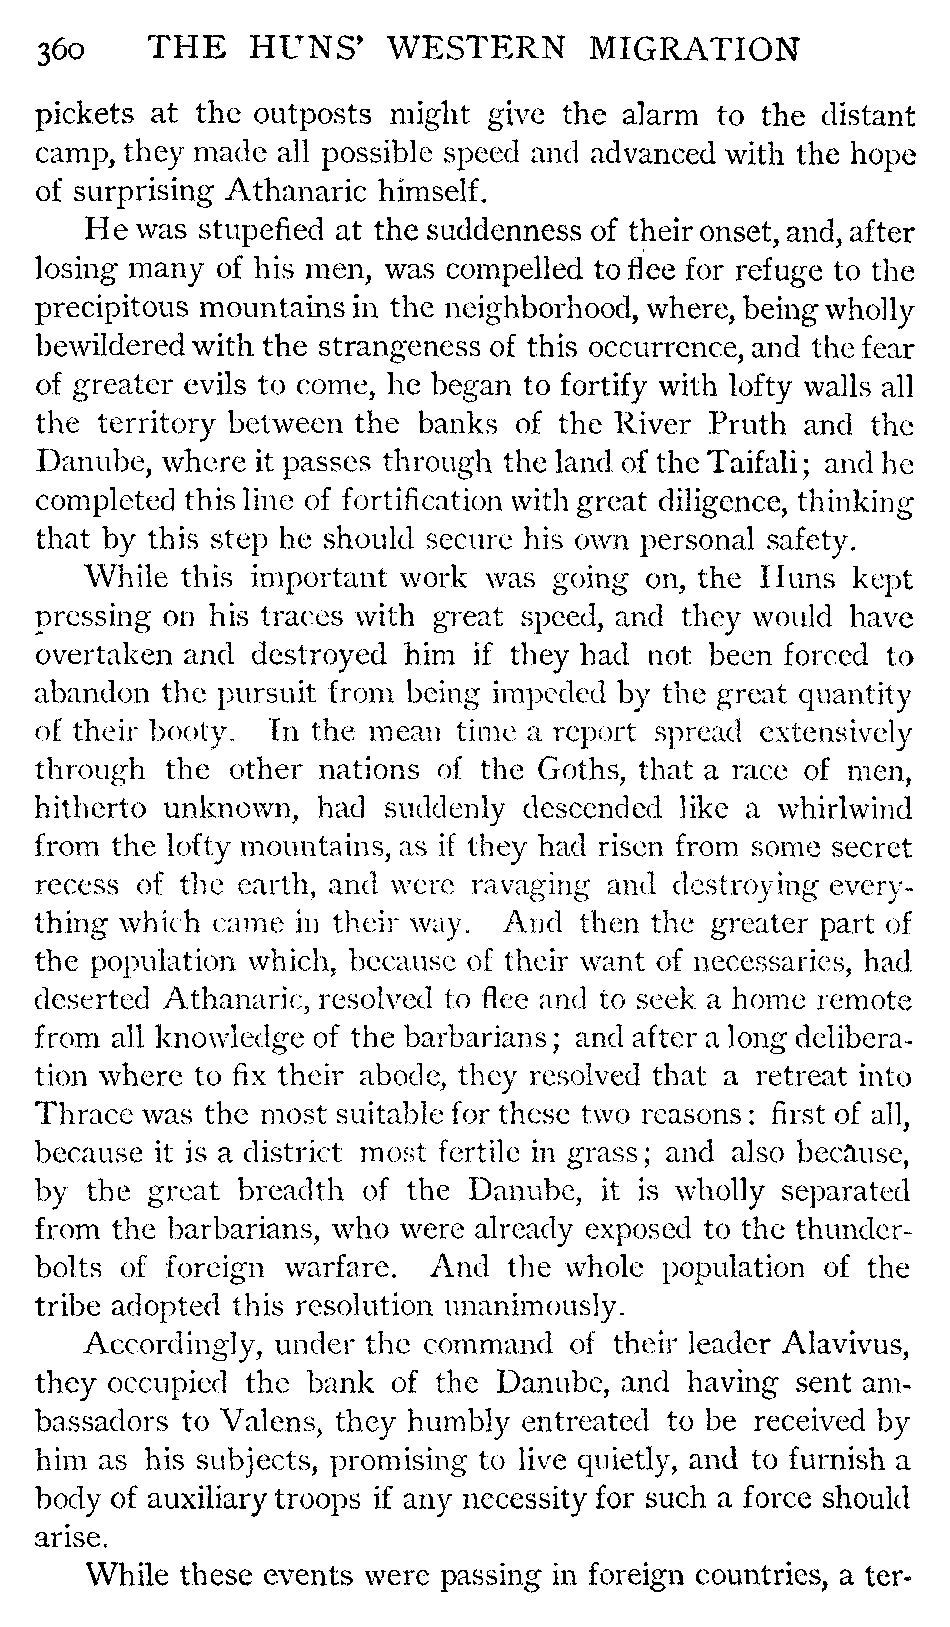 360 THE HUNS' WESTERN MIGRATION
pickets at the outposts might give the alarm to the distant
camp, they made all possible speed and advanced with the hope
of surprising Athanaric himself.
He was stupefied at the suddenness of their onset, and, after
losing many of his men, was compelled to flee for refuge to the
precipitous mountains in the neighborhood, where, being wholly
bewildered with the strangeness of this occurrence, and the fear
of greater evils to come, he began to fortify with lofty walls all
the territory between the banks of the River Pruth and the
Danube, where it passes through the land of the Taifali; and he
completed this line of fortification with great diligence, thinking
that by this step he should secure his own personal safety.
While this important work was going on, the Huns kept
pressing on his traces with great speed, and they would have
overtaken and destroyed him if they had not been forced to
abandon the pursuit from being impeded by the great quantity
of their booty. In the mean time a report spread extensively
through the other nations of the Goths, that a race of men,
hitherto unknown, had suddenly descended like a whirlwind
from the lofty mountains, as if they had risen from some secret
recess of the earth, and were ravaging and destroying every-
thing which came in their way. And then the greater part of
the population which, because of their want of necessaries, had
deserted Athanaric, resolved to flee and to seek a home remote
from all knowledge of the barbarians; and after a long delibera-
tion where to fix their abode, they resolved that a retreat into
Thrace was the most suitable for these two reasons: first of all,
because it is a district most fertile in grass; and also because,
by the great breadth of the Danube, it is wholly separated
from the barbarians, who were already exposed to the thunder-
bolts of foreign warfare. And the whole population of the
tribe adopted this resolution unanimously.
Accordingly, under the command of their leader Alavivus,
they occupied the bank of the Danube, and having sent am-
bassadors to Valens, they humbly entreated to be received by
him as his subjects, promising to live quietly, and to furnish a
body of auxiliary troops if any necessity for such a force should
arise.
While these events were passing in foreign countries, a ter-